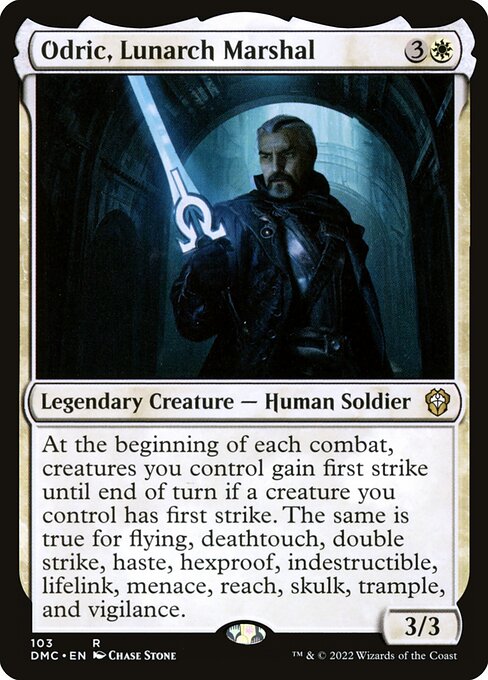 Odric, Lunarch Marshal 3
Legendary Creature — Human Soldier
At the beginning of each combat,
creatures you control gain first strike
until end of turn if a creature you
control has first strike. The same is
true for flying, deathtouch, double
strike, haste, hexproof, indestructible,
lifelink, menace, reach, skulk, trample,
and vigilance.
3/3
103 R
DMC • EN Chase Stone
™ & © 2022 Wizards of the Coast